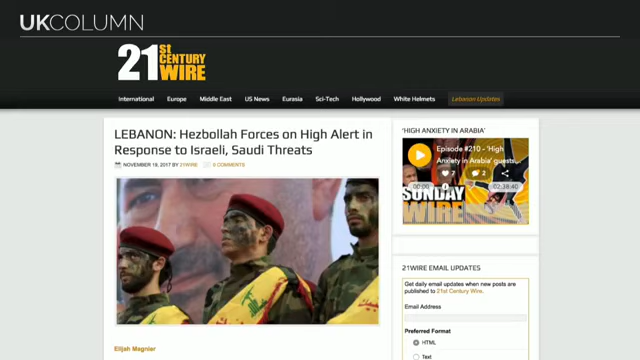 UKCOLUMN
21st CENTURY WIRE
International Europe Middle East US News Eurasia Sci-Tech Hollywood White Helmets Lebanon Updates
LEBANON: Hezbollah Forces on High Alert in
Response to Israeli, Saudi Threats
NOVEMBER 19, 2017 BY 21WIRE
COMMENTS
Elijah Magnier
'HIGH ANXIETY IN ARABIA'
Episode #210 – 'High
Anxiety in Arabia' guests...
7 2
00:00 02:38:40
SUNDAY
WIRE
21WIRE EMAIL UPDATES
Get daily email updates when new posts are
published to 21st Century Wire.
Email Address
Preferred Format
HTML
Text